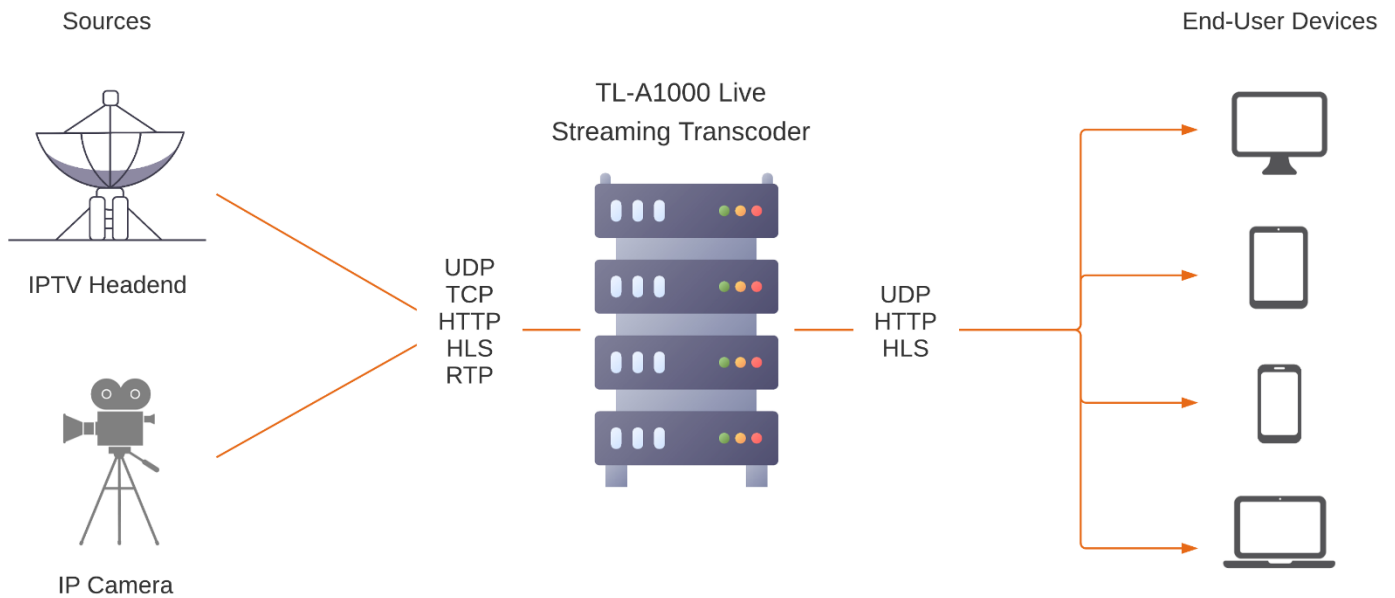 Sources
End-User Devices
TL-A1000 Live
Streaming Transcoder
IPTV Headend
UDP
TCP
HTTP
HLS
RTP
UDP
HTTP
HLS
IP Camera